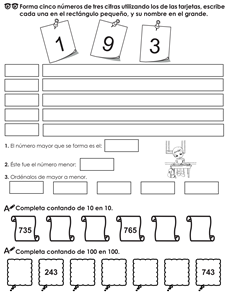 Forma cinco números de tres cifras utilizando los de las tarjetas, escribe
cada uno en el rectángulo pequeño, y su nombre en el grande.
1 9 3
1. El número mayor que se forma es el:
2. Éste fue el número menor:
3. Ordénalos de mayor a menor.
A Completa contando de 10 en 10.
735 765
A Completa contando de 100 en 100.
243 743